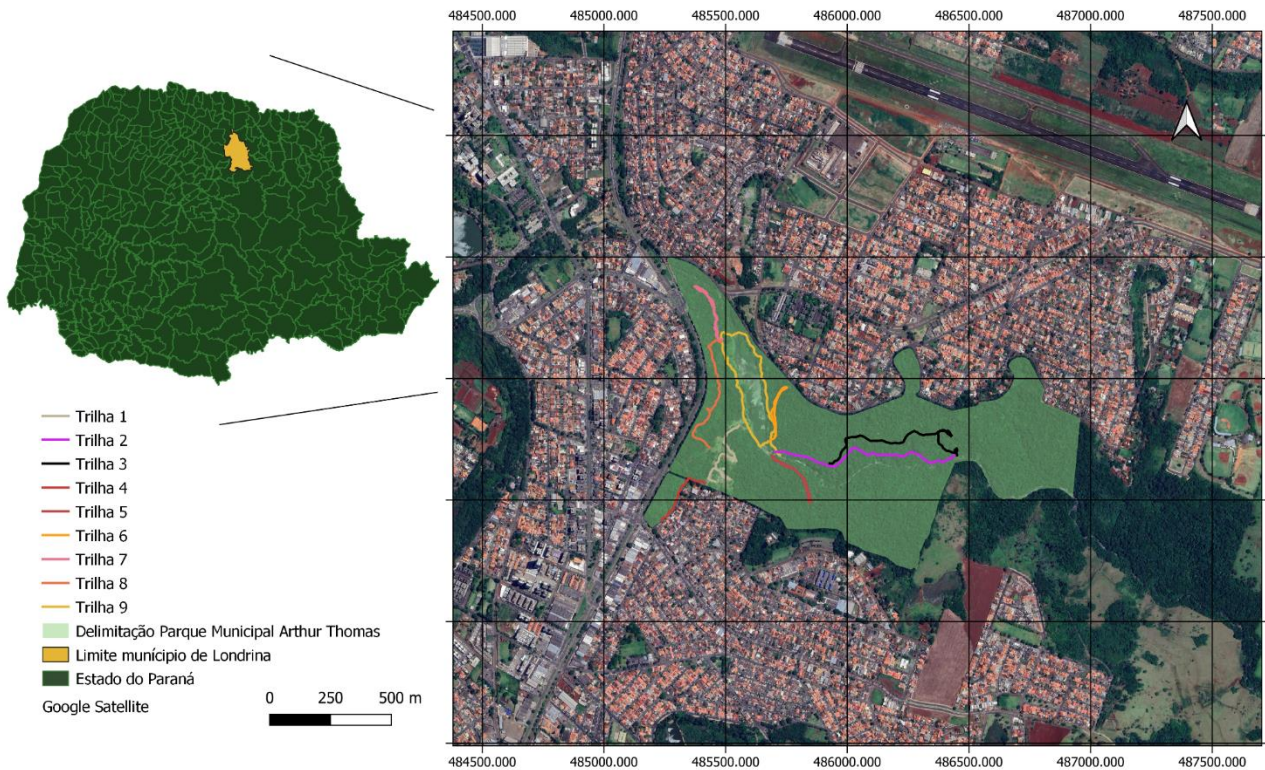 484500.000 485000.000 485500.000 486000.000 486500.000 487000.000 487500.000
Trilha 1
Trilha 2
Trilha 3
Trilha 4
Trilha 5
Trilha 6
Trilha 7
Trilha 8
Trilha 9
Delimitação Parque Municipal Arthur Thomas
Limite munícipio de Londrina
Estado do Paraná
Google Satellite
0 250 500 m
484500.000 485000.000 485500.000 486000.000 486500.000 487000.000 487500.000